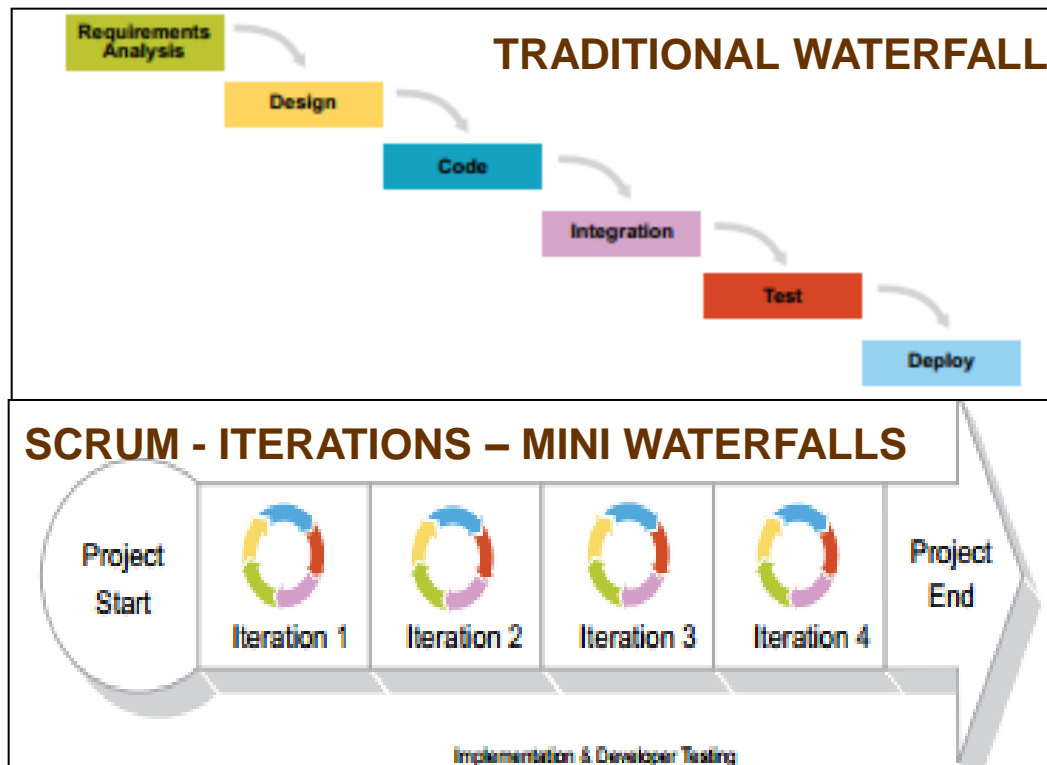 Requirements
Analysis
TRADITIONAL WATERFALL
Design
Code
Integration
Test
Deploy
SCRUM - ITERATIONS – MINI WATERFALLS
Project
Start
Iteration 1
Iteration 2
Iteration 3
Iteration 4
Project
End
Implementation & Developer Testing